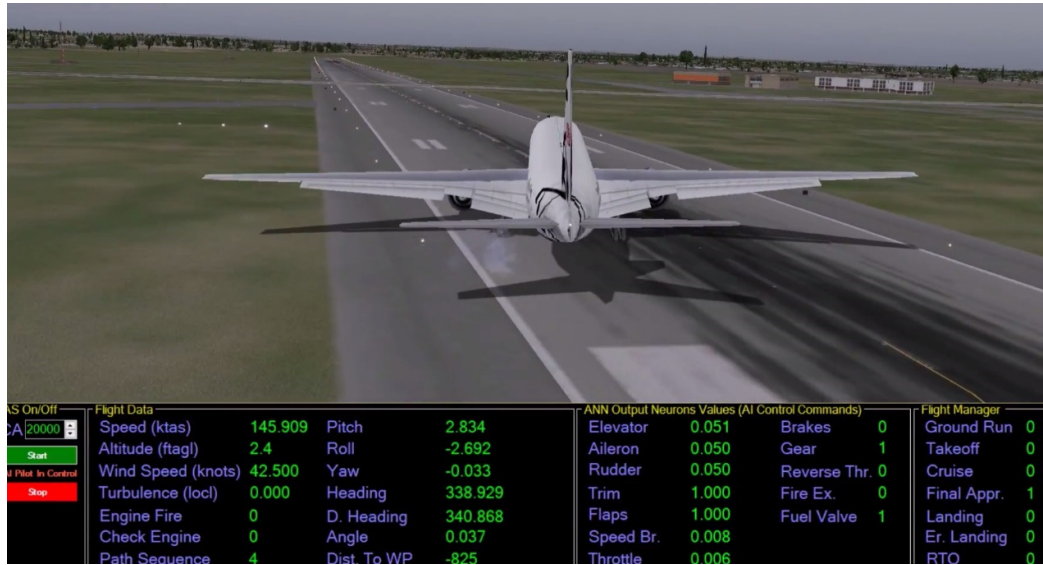 AS On/Off
CA 20000
Start
AI Pilot In Control
Stop
Flight Data
Speed (ktas) 145.909 Pitch 2.834
Altitude (ftagl) 2.4 Roll -2.692
Wind Speed (knots) 42.500 Yaw -0.033
Turbulence (locl) 0.000 Heading 338.929
Engine Fire 0 D. Heading 340.868
Check Engine 0 Angle 0.037
Path Sequence 4 Dist. To WP -825
ANN Output Neurons Values (AI Control Commands)
Elevator 0.051 Brakes 0
Aileron 0.050 Gear 1
Rudder 0.050 Reverse Thr. 0
Trim 1.000 Fire Ex. 0
Flaps 1.000 Fuel Valve 1
Speed Br. 0.008
Throttle 0.006
Flight Manager
Ground Run 0
Takeoff 0
Cruise 0
Final Appr. 1
Landing 0
Er. Landing 0
RTO 0